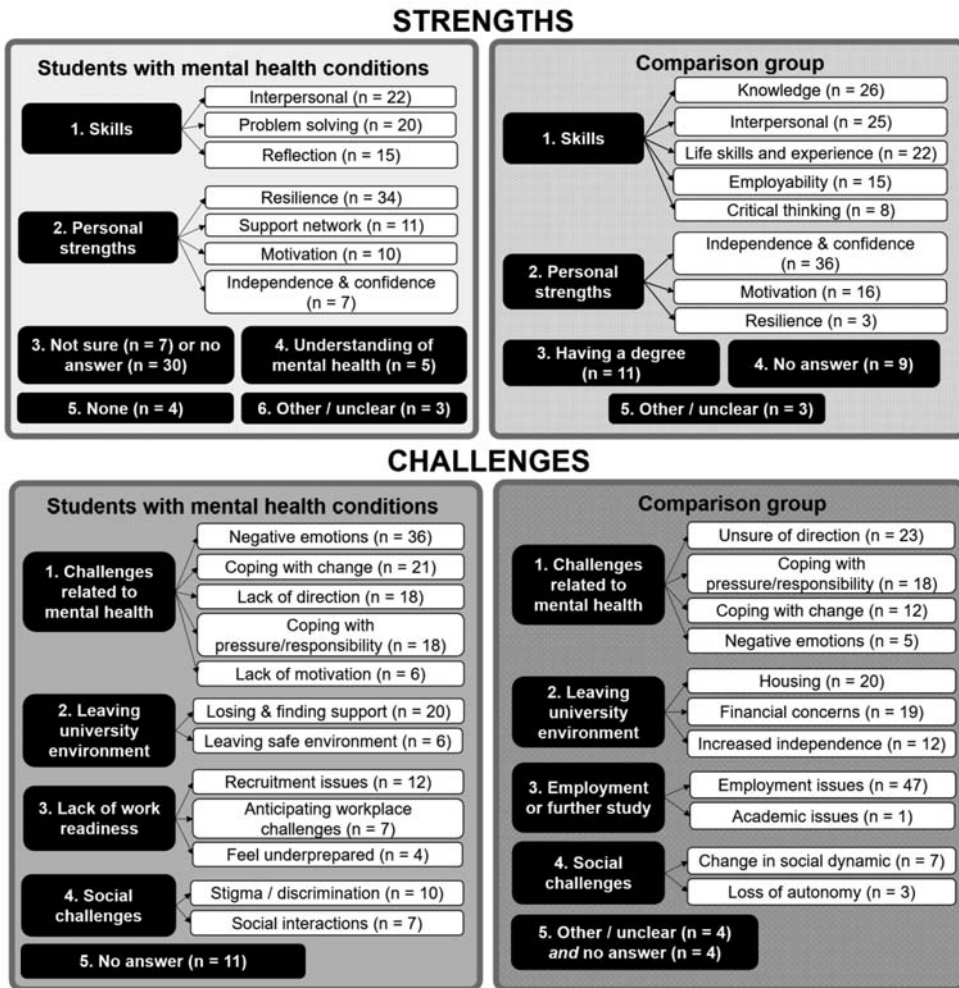 STRENGTHS
Students with mental health conditions
1. Skills
Interpersonal (n = 22)
Problem solving (n = 20)
Reflection (n = 15)
2. Personal
strengths
Resilience (n = 34)
Support network (n = 11)
Motivation (n = 10)
Independence & confidence
(n = 7)
3. Not sure (n = 7) or no
answer (n = 30)
4. Understanding of
mental health (n = 5)
5. None (n = 4)
6. Other / unclear (n = 3)
Comparison group
1. Skills
Knowledge (n = 26)
Interpersonal (n = 25)
Life skills and experience (n = 22)
Employability (n = 15)
Critical thinking (n = 8)
2. Personal
strengths
Independence & confidence
(n = 36)
Motivation (n = 16)
Resilience (n = 3)
3. Having a degree
(n = 11)
4. No answer (n = 9)
5. Other / unclear (n = 3)
CHALLENGES
Students with mental health conditions
1. Challenges
related to
mental health
Negative emotions (n = 36)
Coping with change (n = 21)
Lack of direction (n = 18)
Coping with
pressure/responsibility (n = 18)
Lack of motivation (n = 6)
2. Leaving
university
environment
Losing & finding support (n = 20)
Leaving safe environment (n = 6)
3. Lack of work
readiness
Recruitment issues (n = 12)
Anticipating workplace
challenges (n = 7)
Feel underprepared (n = 4)
4. Social
challenges
Stigma / discrimination (n = 10)
Social interactions (n = 7)
5. No answer (n = 11)
Comparison group
1. Challenges
related to
mental health
Unsure of direction (n = 23)
Coping with
pressure/responsibility (n = 18)
Coping with change (n = 12)
Negative emotions (n = 5)
2. Leaving
university
environment
Housing (n = 20)
Financial concerns (n = 19)
Increased independence (n = 12)
3. Employment
or further study
Employment issues (n = 47)
Academic issues (n = 1)
4. Social
challenges
Change in social dynamic (n = 7)
Loss of autonomy (n = 3)
5. Other / unclear (n = 4)
and no answer (n = 4)